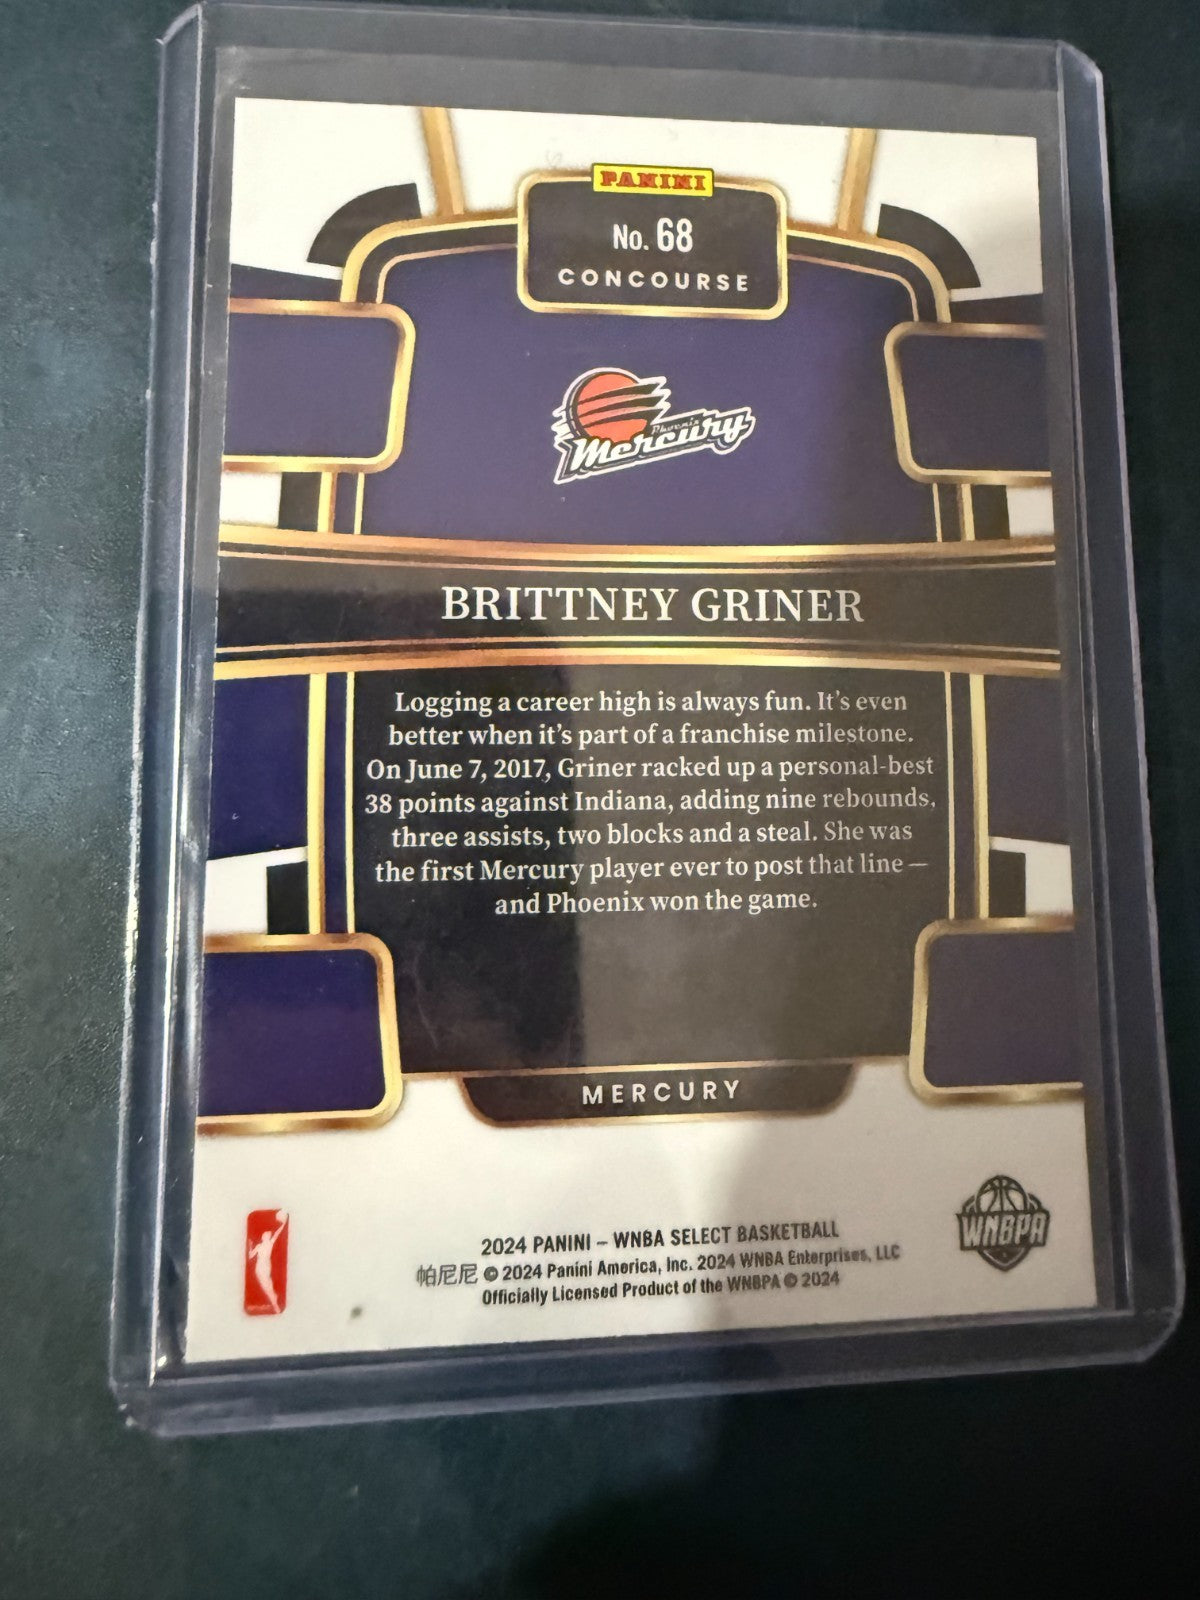 PANINI
No. 68
CONCOURSE
Phoenix
Mercury
BRITTNEY GRINER
Logging a career high is always fun. It's even
better when it's part of a franchise milestone.
On June 7, 2017, Griner racked up a personal-best
38 points against Indiana, adding nine rebounds,
three assists, two blocks and a steal. She was
the first Mercury player ever to post that line —
and Phoenix won the game.
MERCURY
2024 PANINI – WNBA SELECT BASKETBALL
帕尼尼 © 2024 Panini America, Inc. 2024 WNBA Enterprises, LLC
Officially Licensed Product of the WNBPA © 2024
WNBPA